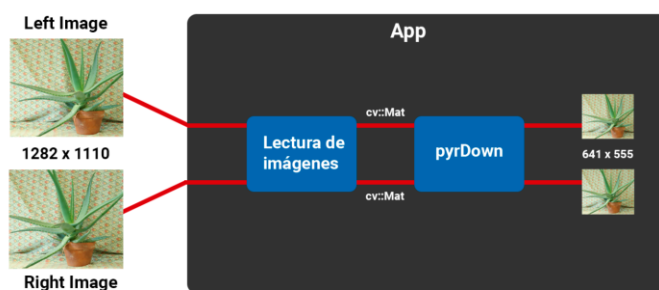 Left Image
App
cv::Mat
Lectura de
imágenes
pyrDown
1282 x 1110
641 x 555
cv::Mat
Right Image